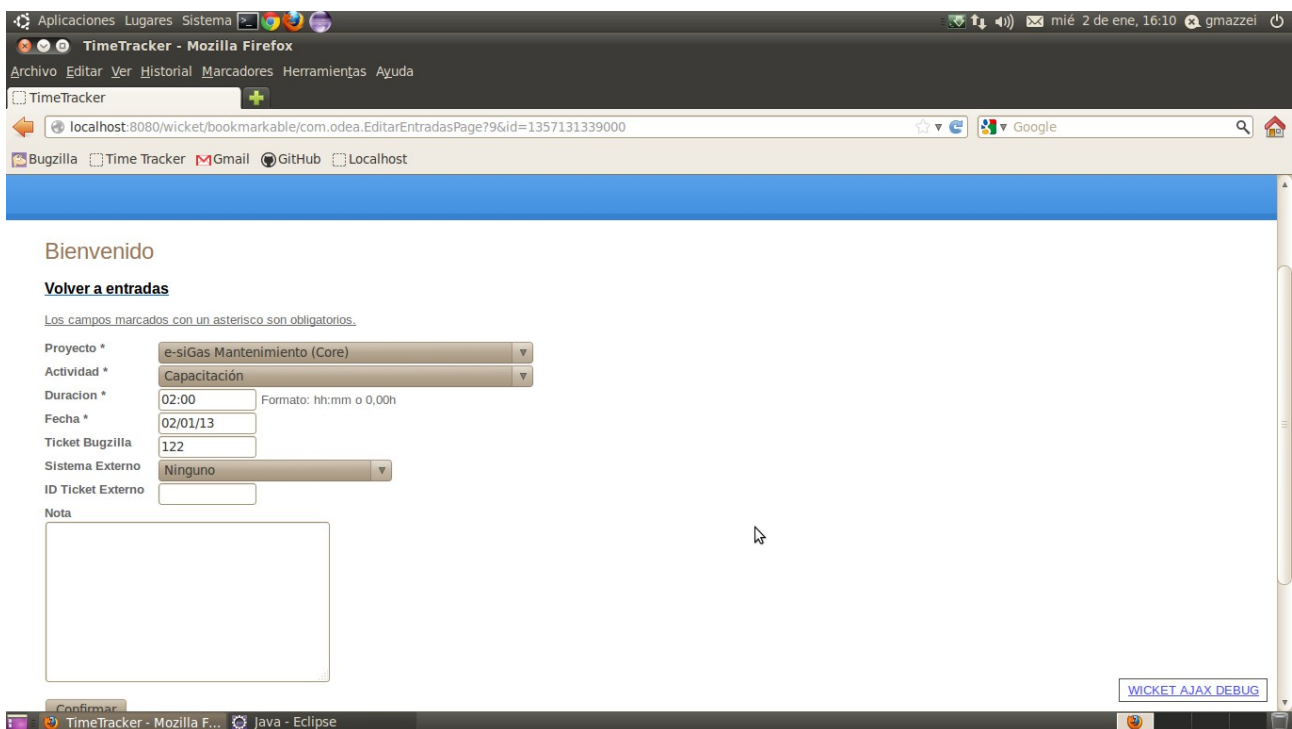 Aplicaciones Lugares Sistema mié 2 de ene, 16:10 gmazzei
TimeTracker - Mozilla Firefox
Archivo Editar Ver Historial Marcadores Herramientas Ayuda
TimeTracker
localhost:8080/wicket/bookmarkable/com.odea.EditarEntradasPage?9&id=1357131339000 Google
Bugzilla Time Tracker Gmail GitHub Localhost
Bienvenido
Volver a entradas
Los campos marcados con un asterisco son obligatorios.
Proyecto * e-siGas Mantenimiento (Core)
Actividad * Capacitación
Duracion * 02:00 Formato: hh:mm o 0,00h
Fecha * 02/01/13
Ticket Bugzilla 122
Sistema Externo Ninguno
ID Ticket Externo
Nota
WICKET AJAX DEBUG
Confirmar
TimeTracker - Mozilla F... Java - Eclipse